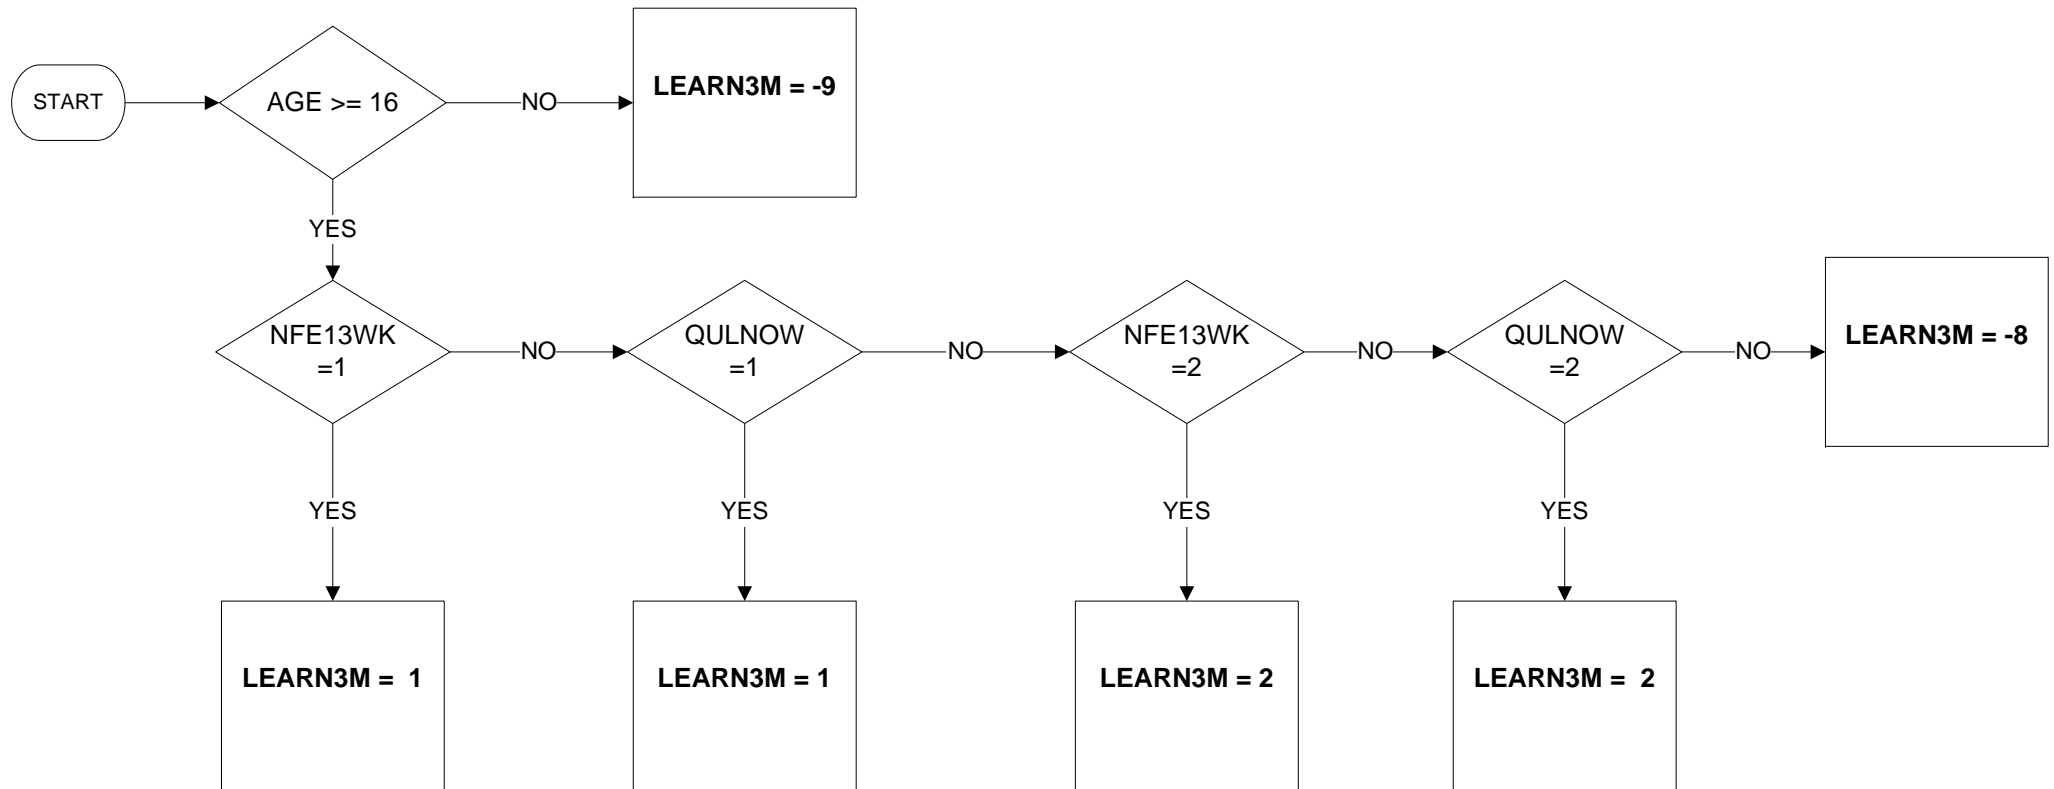 START
AGE >= 16
NO
LEARN3M = -9
YES
NFE13WK
=1
NO
QULNOW
=1
NO
NFE13WK
=2
NO
QULNOW
=2
NO
LEARN3M = -8
YES
YES
YES
YES
LEARN3M =  1
LEARN3M = 1
LEARN3M = 2
LEARN3M =  2